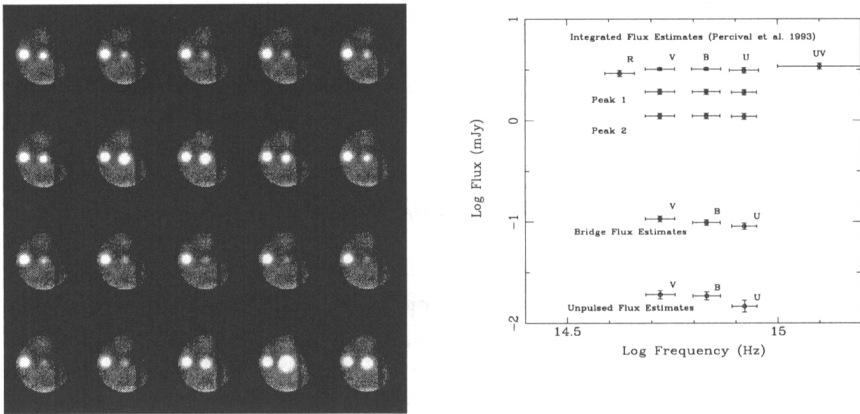 Integrated Flux Estimates (Percival et al. 1993)
R V B U UV
Peak 1
Peak 2
V B U
Bridge Flux Estimates
V B U
Unpulsed Flux Estimates
1
0
-1
-2
14.5 15
Log Flux (mJy)
Log Frequency (Hz)